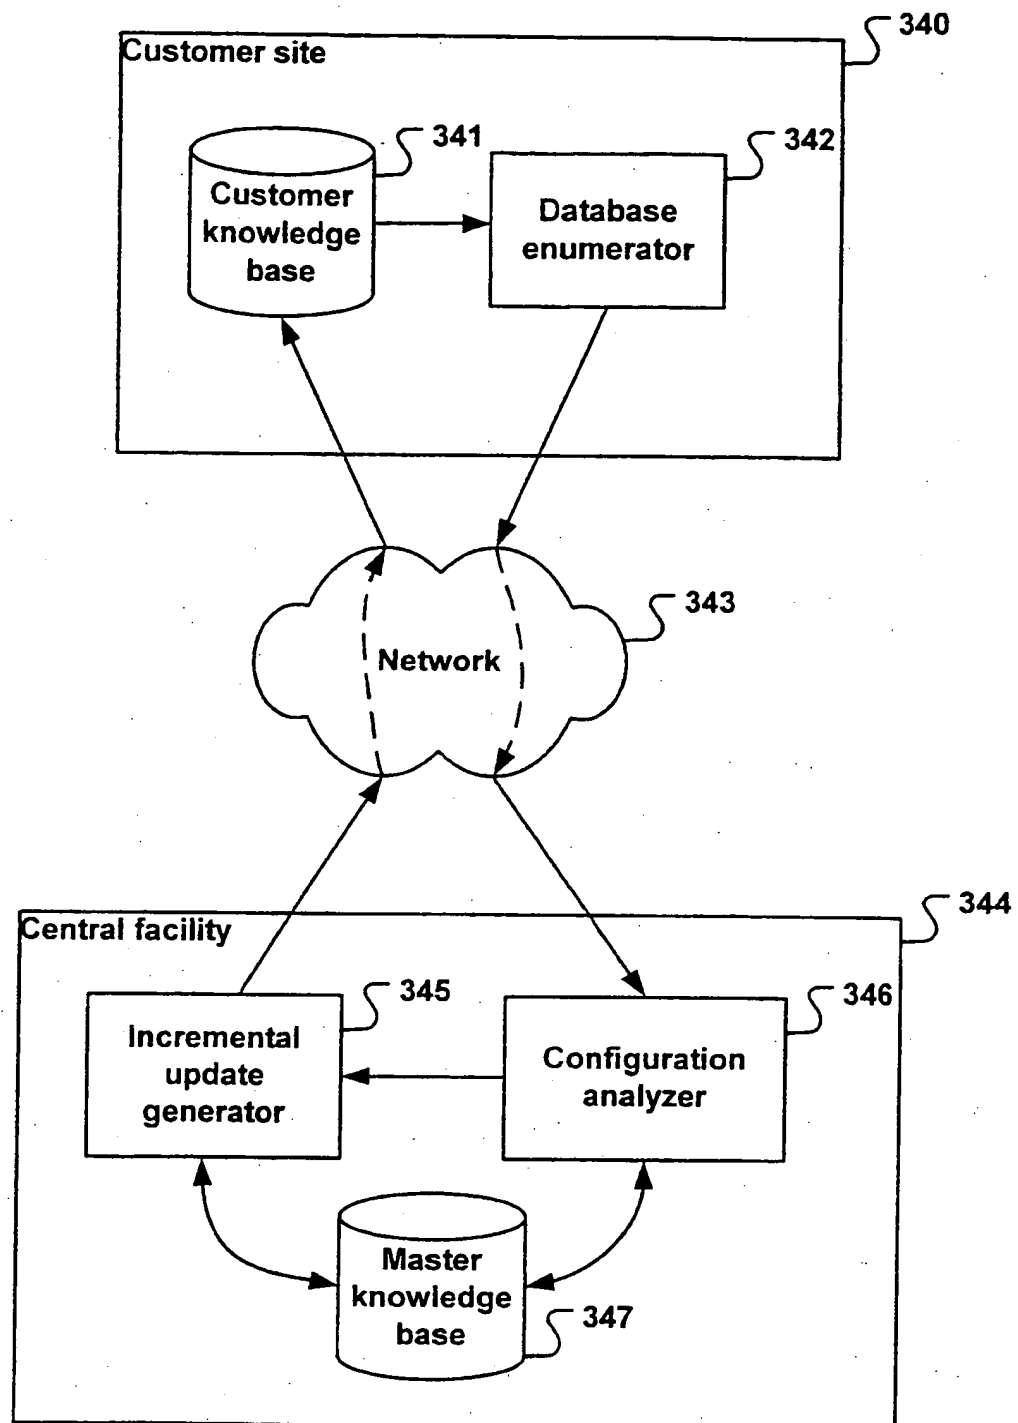 340
Customer site
341
342
Customer
knowledge
base
Database
enumerator
343
Network
344
Central facility
345
346
Incremental
update
generator
Configuration
analyzer
Master
knowledge
base
347